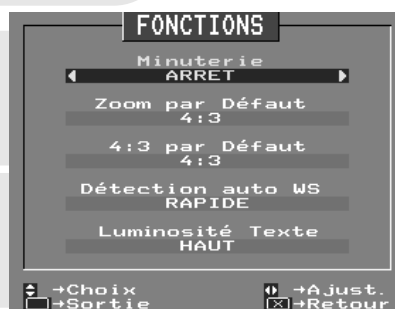 FONCTIONS
Minuterie
ARRET
Zoom par Défaut
4:3
4:3 par Défaut
4:3
Détection auto WS
RAPIDE
Luminosité Texte
HAUT
→Choix →Ajust.
→Sortie →Retour